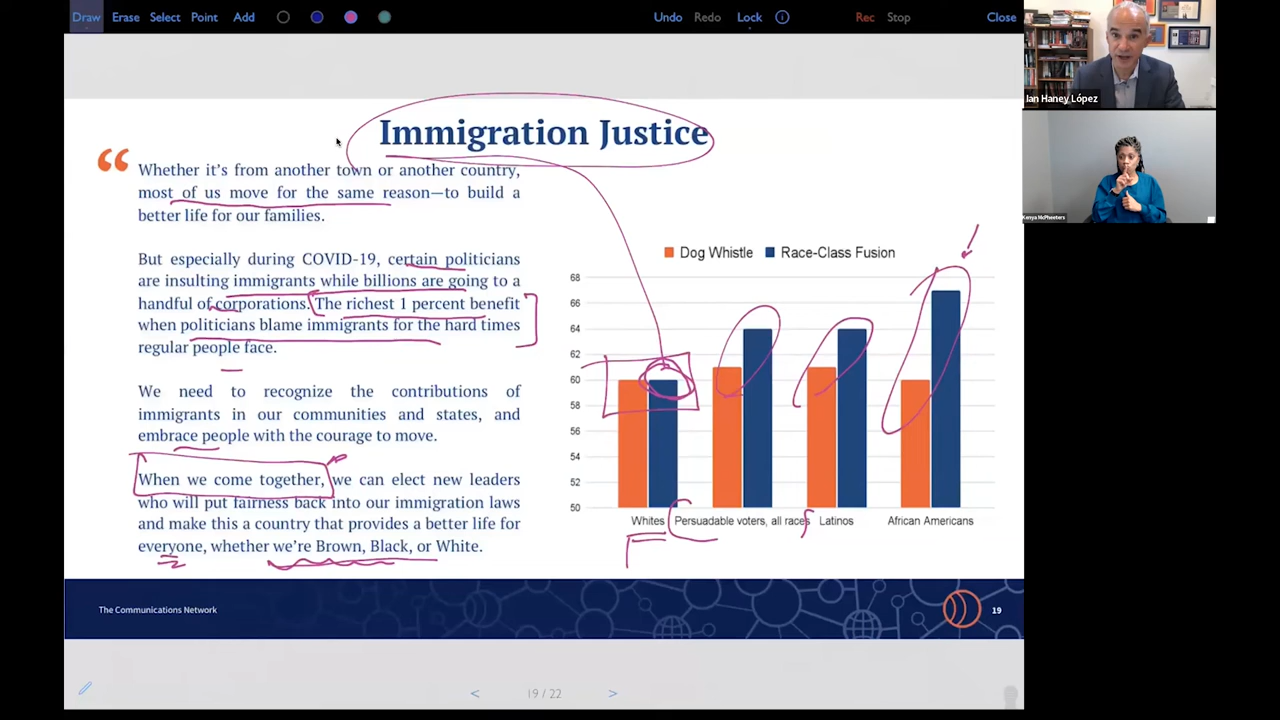 Draw Erase Select Point Add Undo Redo Lock Rec Stop Close
Ian Haney López
Kenya McPheeters
Immigration Justice
“
Whether it's from another town or another country,
most of us move for the same reason—to build a
better life for our families.
But especially during COVID-19, certain politicians
are insulting immigrants while billions are going to a
handful of corporations. The richest 1 percent benefit
when politicians blame immigrants for the hard times
regular people face.
We need to recognize the contributions of
immigrants in our communities and states, and
embrace people with the courage to move.
When we come together, we can elect new leaders
who will put fairness back into our immigration laws
and make this a country that provides a better life for
everyone, whether we're Brown, Black, or White.
Dog Whistle Race-Class Fusion
68
66
64
62
60
58
56
54
52
50
Whites Persuadable voters, all races Latinos African Americans
The Communications Network
19
< 19 / 22 >